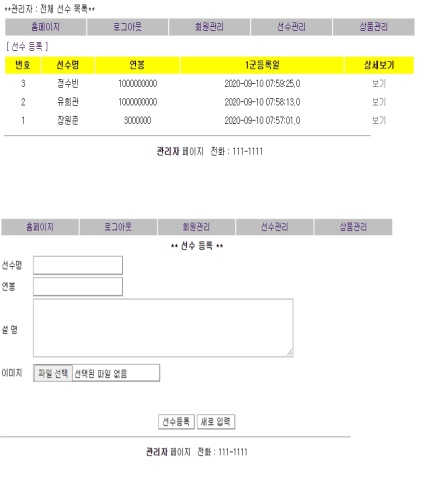 **관리자 : 전체 선수 목록**
홈페이지 로그아웃 회원관리 선수관리 상품관리
[ 선수 등록 ]
번호 선수명 연봉 1군등록일 상세보기
3 정수빈 1000000000 2020-09-10 07:59:25.0 보기
2 유희관 1000000000 2020-09-10 07:58:13.0 보기
1 장원준 3000000 2020-09-10 07:57:01.0 보기
관리자 페이지 전화 : 111-1111
홈페이지 로그아웃 회원관리 선수관리 상품관리
** 선수 등록 **
선수명
연봉
설 명
이미지 파일 선택 선택된 파일 없음
선수등록 새로 입력
관리자 페이지 전화 : 111-1111